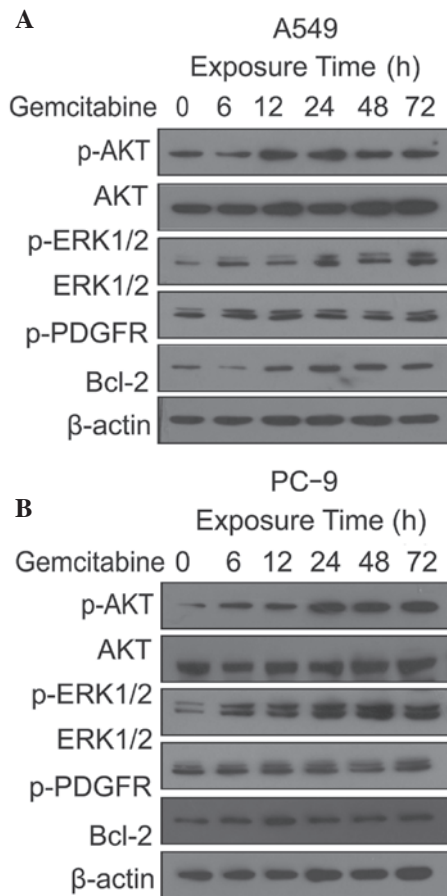 A
A549
Exposure Time (h)
Gemcitabine 0 6 12 24 48 72
p-AKT
AKT
p-ERK1/2
ERK1/2
p-PDGFR
Bcl-2
β-actin
PC-9
B
Exposure Time (h)
Gemcitabine 0 6 12 24 48 72
p-AKT
AKT
p-ERK1/2
ERK1/2
p-PDGFR
Bcl-2
β-actin